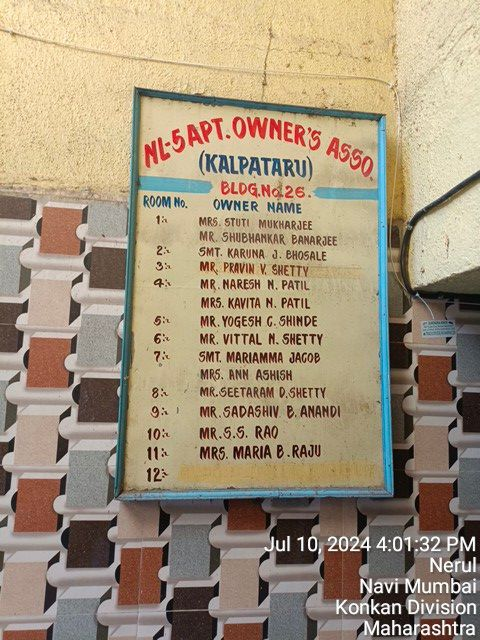 NL-5 APT. OWNER'S ASSO.
(KALPATARU)
BLDG.No.26.
ROOM No. OWNER NAME
1:- MRS. STUTI MUKHARJEE
MR. SHUBHANKAR BANARJEE
2:- SMT. KARUNA J. BHOSALE
3:- MR. PRAVIN V. SHETTY
4:- MR. NARESH N. PATIL
MRS. KAVITA N. PATIL
5:- MR. YOGESH C. SHINDE
6:- MR. VITTAL N. SHETTY
7:- SMT. MARIAMMA JACOB
MRS. ANN ASHISH
8:- MR. SEETARAM D. SHETTY
9:- MR. SADASHIV B. ANANDI
10:- MR. S.S. RAO
11:- MRS. MARIA B. RAJU
12:-
Jul 10, 2024 4:01:32 PM
Nerul
Navi Mumbai
Konkan Division
Maharashtra